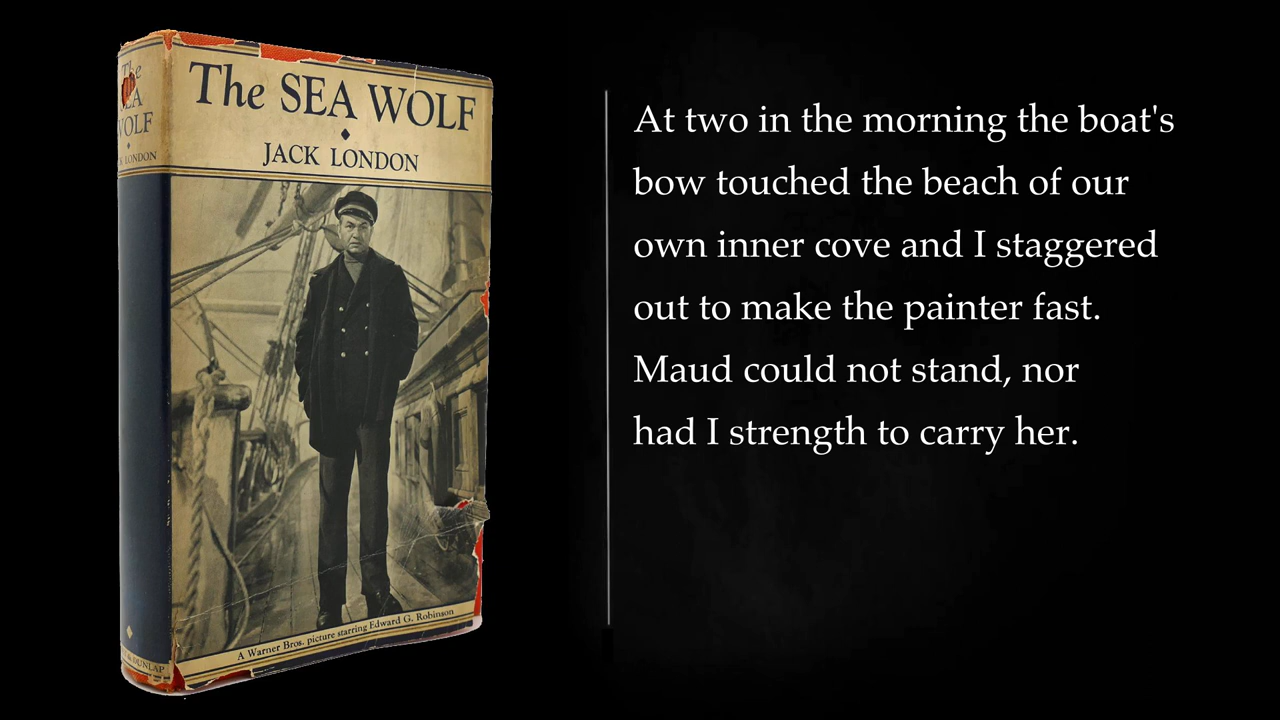 The
SEA
WOLF
K LONDON
& DUNLAP
The SEA WOLF
JACK LONDON
A Warner Bros. picture starring Edward G. Robinson
At two in the morning the boat's
bow touched the beach of our
own inner cove and I staggered
out to make the painter fast.
Maud could not stand, nor
had I strength to carry her.